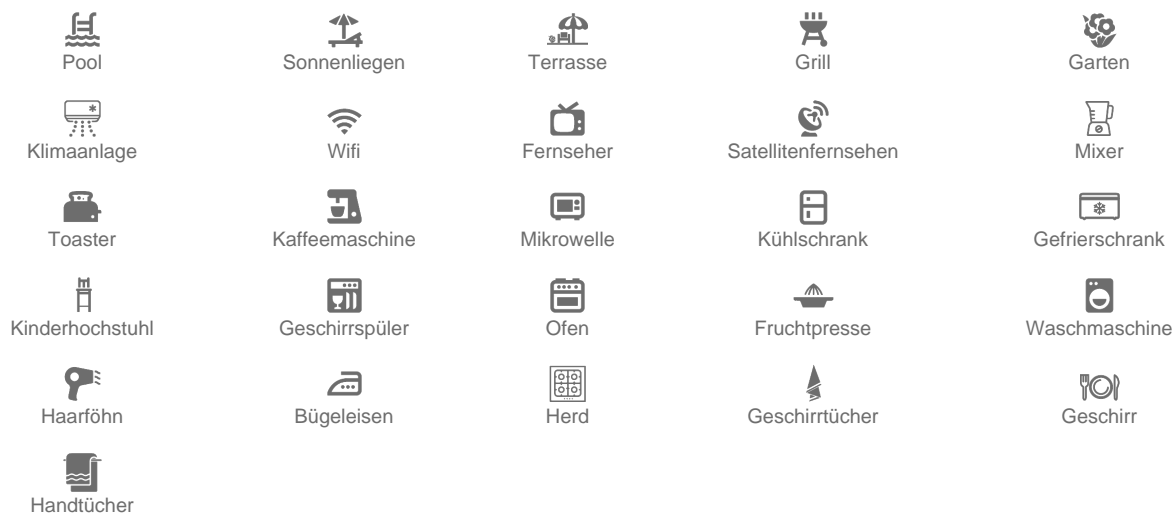 Pool
Sonnenliegen
Terrasse
Grill
Garten
Klimaanlage
Wifi
Fernseher
Satellitenfernsehen
Mixer
Toaster
Kaffeemaschine
Mikrowelle
Kühlschrank
Gefrierschrank
Kinderhochstuhl
Geschirrspüler
Ofen
Fruchtpresse
Waschmaschine
Haarföhn
Bügeleisen
Herd
Geschirrtücher
Geschirr
Handtücher